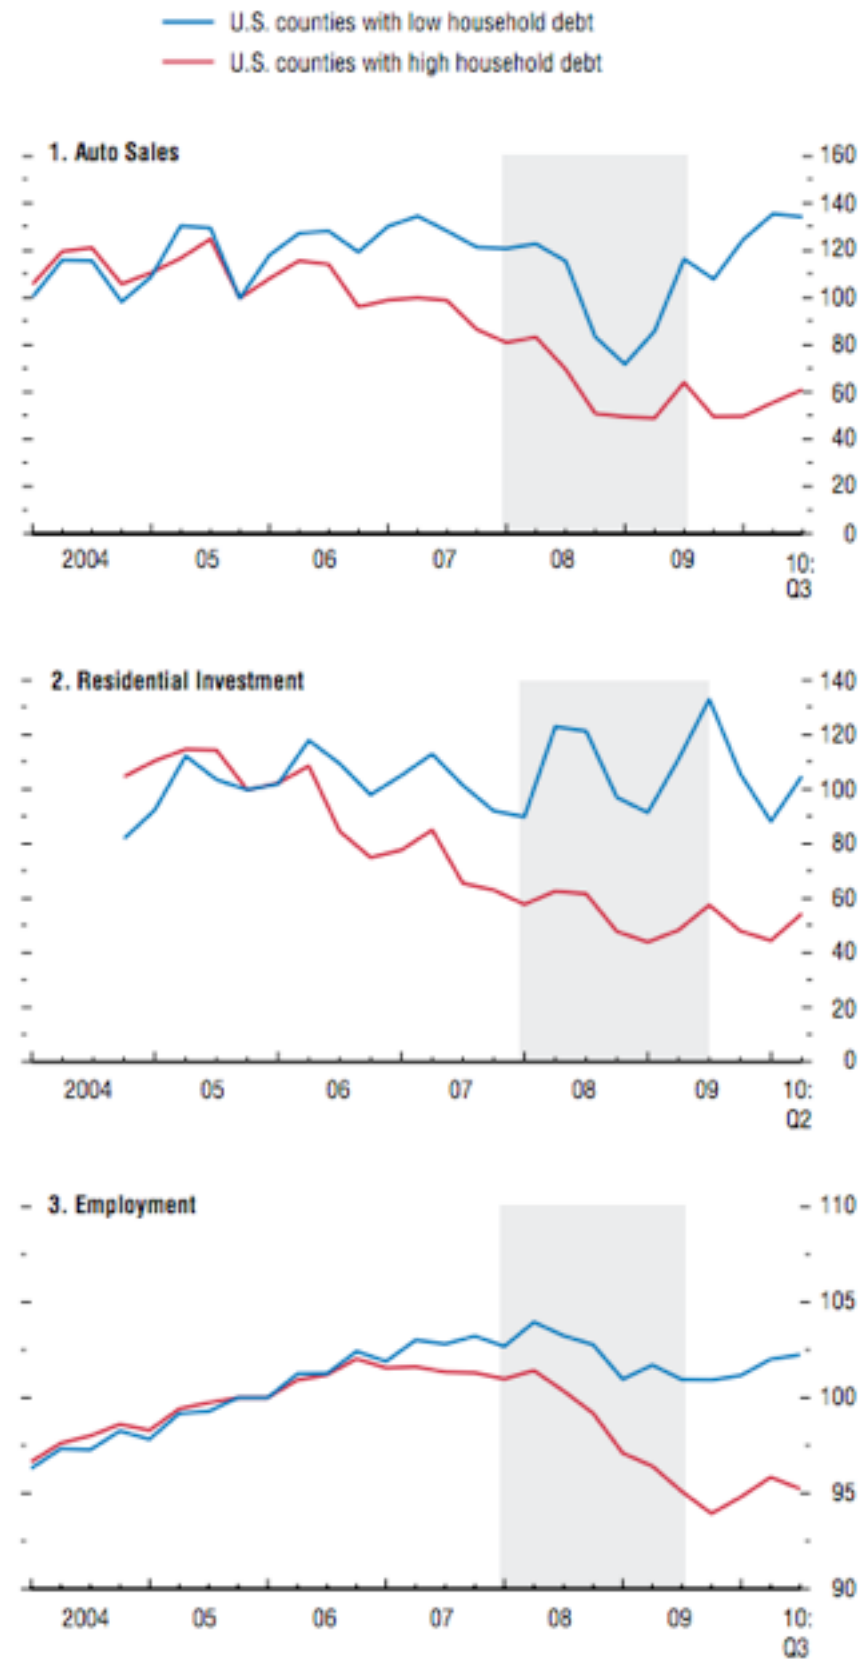 U.S. counties with low household debt
U.S. counties with high household debt
1. Auto Sales
160
140
120
100
80
60
40
20
0
2004 05 06 07 08 09 10:
Q3
2. Residential Investment
140
120
100
80
60
40
20
0
2004 05 06 07 08 09 10:
Q2
3. Employment
110
105
100
95
90
2004 05 06 07 08 09 10:
Q3